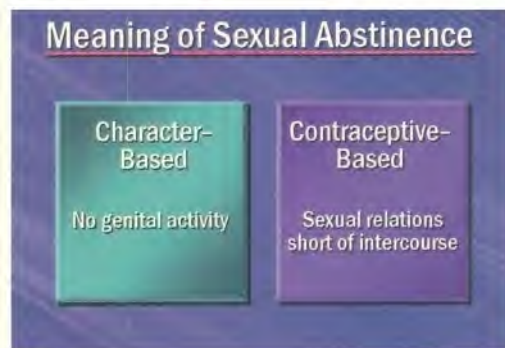 Meaning of Sexual Abstinence
Character-
Based
No genital activity
Contraceptive-
Based
Sexual relations
short of intercourse